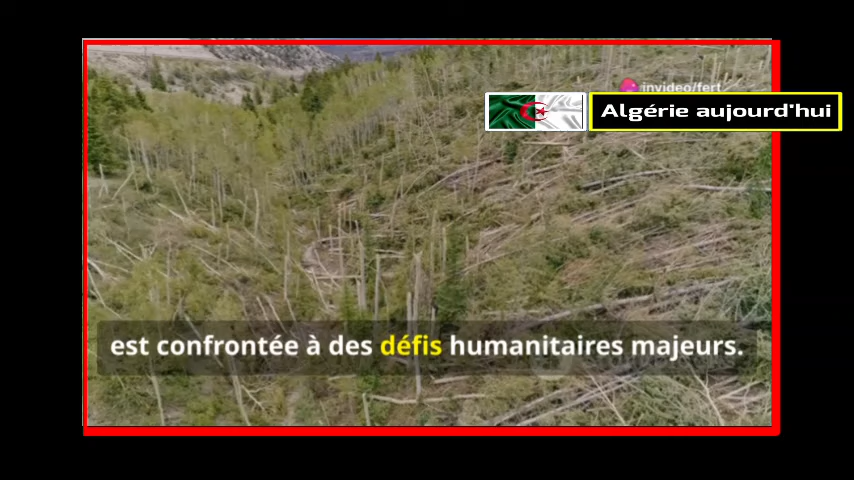 invideo/fert
Algérie aujourd'hui
est confrontée à des défis humanitaires majeurs.